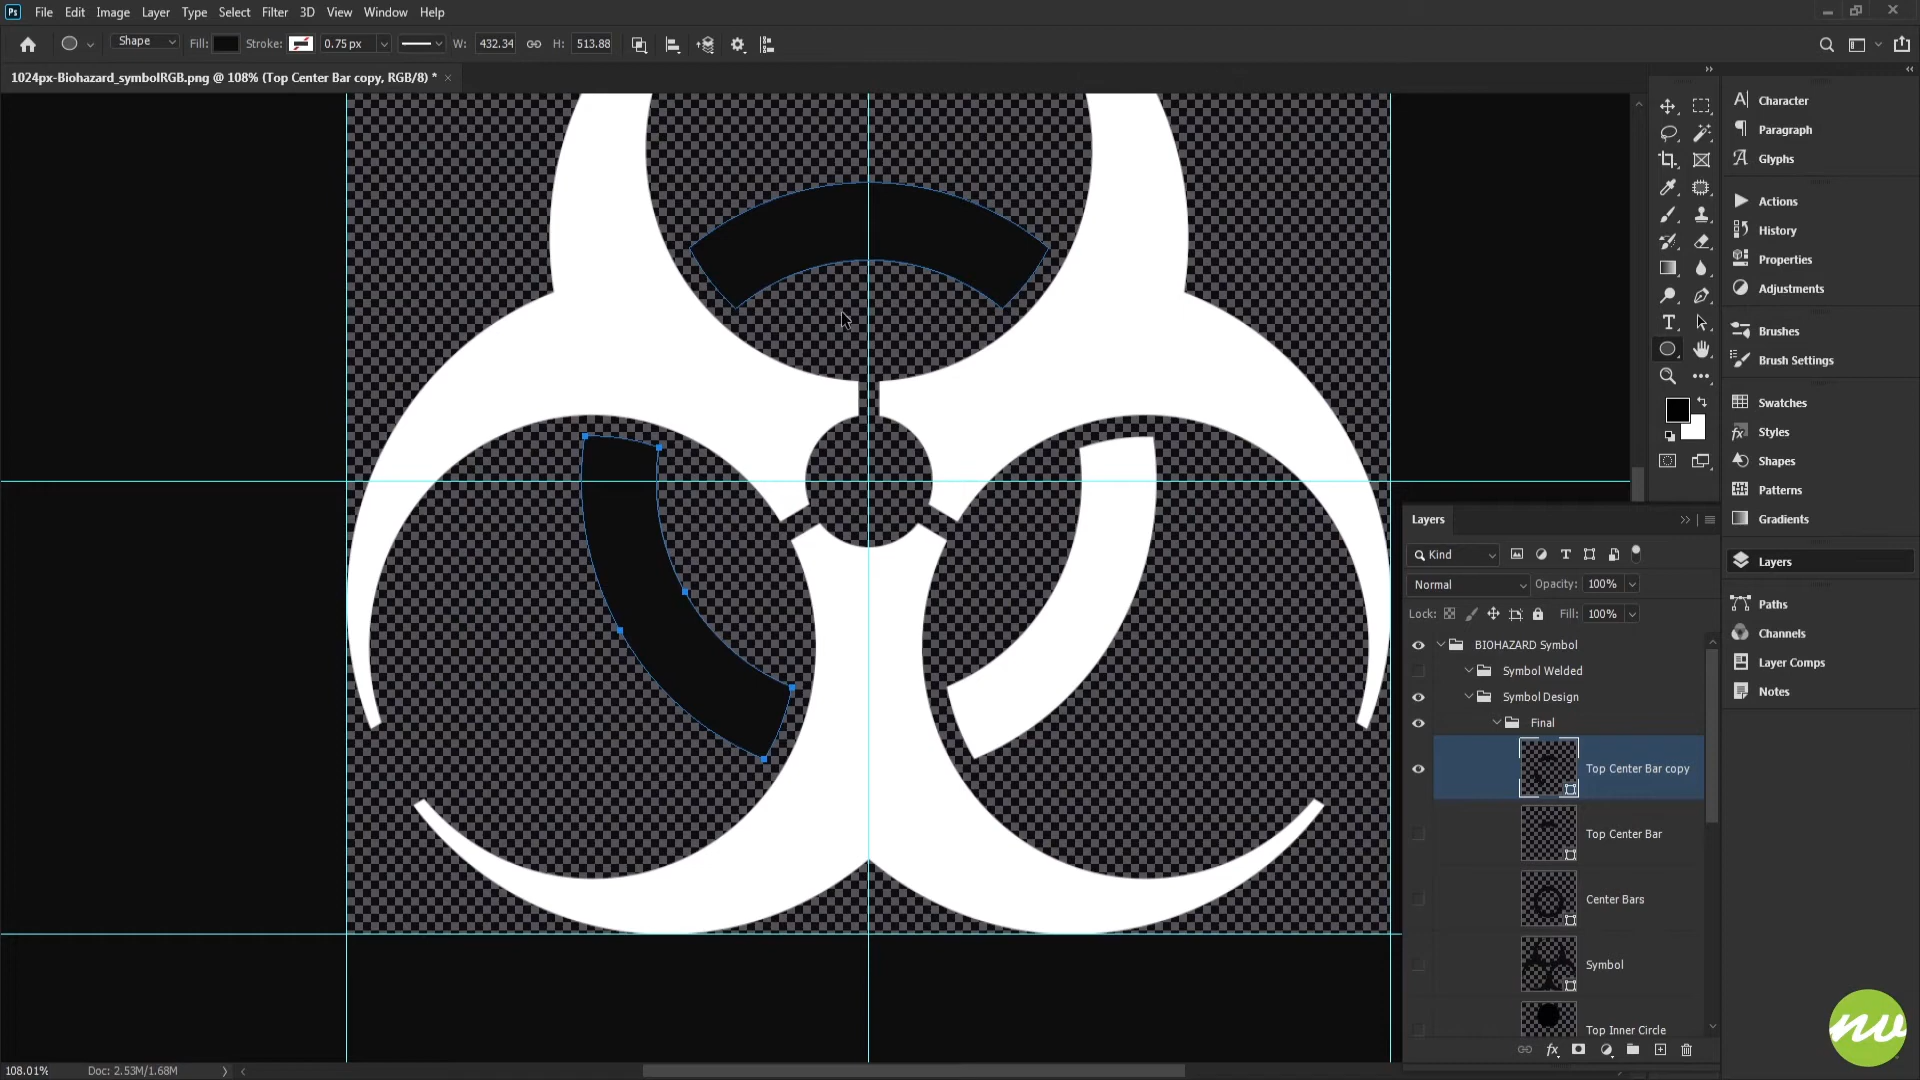 Ps File Edit Image Layer Type Select Filter 3D View Window Help
Shape Fill: Stroke: 0.75 px W: 432.34 H: 513.88
1024px-Biohazard_symbolRGB.png @ 108% (Top Center Bar copy, RGB/8) *
Character
Paragraph
Glyphs
Actions
History
Properties
Adjustments
Brushes
Brush Settings
Swatches
Styles
Shapes
Patterns
Gradients
Layers
Paths
Channels
Layer Comps
Notes
Layers
Kind
Normal Opacity: 100%
Lock: Fill: 100%
BIOHAZARD Symbol
Symbol Welded
Symbol Design
Final
Top Center Bar copy
Top Center Bar
Center Bars
Symbol
Top Inner Circle
fx
nv
108.01% Doc: 2.53M/1.68M